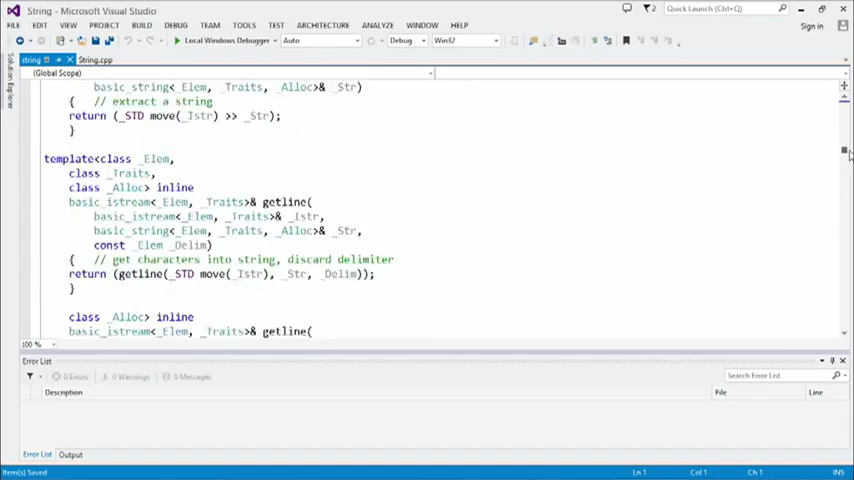 String - Microsoft Visual Studio
2
Quick Launch (Ctrl+Q)
FILE EDIT VIEW PROJECT BUILD DEBUG TEAM TOOLS TEST ARCHITECTURE ANALYZE WINDOW HELP
Sign in
Local Windows Debugger Auto Debug Win32
string String.cpp
Solution Explorer
(Global Scope)
basic_string<_Elem, _Traits, _Alloc>& _Str)
{ // extract a string
return (_STD move(_Istr) >> _Str);
}
template<class _Elem,
class _Traits,
class _Alloc> inline
basic_istream<_Elem, _Traits>& getline(
basic_istream<_Elem, _Traits>& _Istr,
basic_string<_Elem, _Traits, _Alloc>& _Str,
const _Elem _Delim)
{ // get characters into string, discard delimiter
return (getline(_STD move(_Istr), _Str, _Delim));
}
class _Alloc> inline
basic_istream<_Elem, _Traits>& getline(
100 %
Error List
0 Errors 0 Warnings 0 Messages
Search Error List
Description File Line
Error List Output
Item(s) Saved Ln 1 Col 1 Ch 1 INS